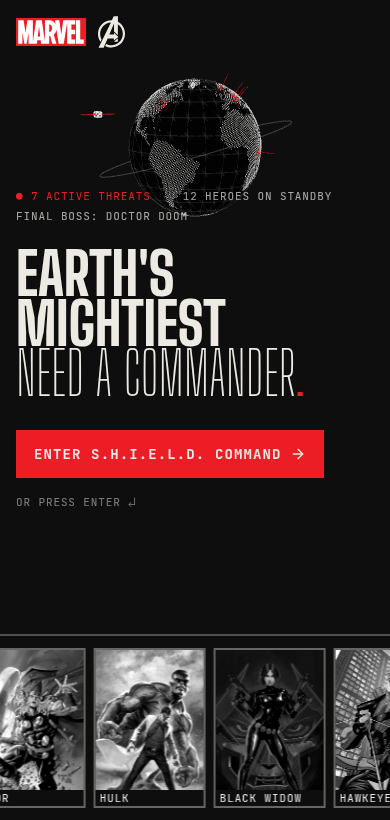 MARVEL
7 ACTIVE THREATS 12 HEROES ON STANDBY
FINAL BOSS: DOCTOR DOOM
EARTH'S
MIGHTIEST
NEED A COMMANDER.
ENTER S.H.I.E.L.D. COMMAND →
OR PRESS ENTER ↵
OR
HULK
BLACK WIDOW
HAWKEYE